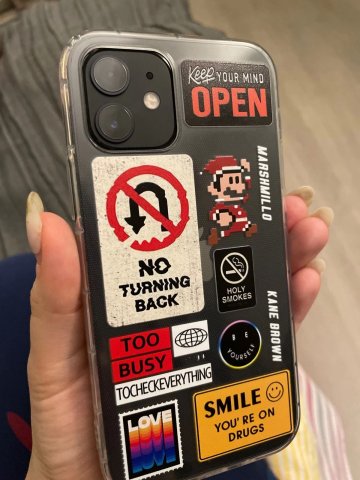 Keep YOUR MIND
OPEN
MARSHMILLO
NO
TURNING
BACK
HOLY
SMOKES
KANE BROWN
TOO
BUSY
TOCHECKEVERYTHING
BE
YOURSELF
SMILE
YOU'RE ON
DRUGS
LOVE